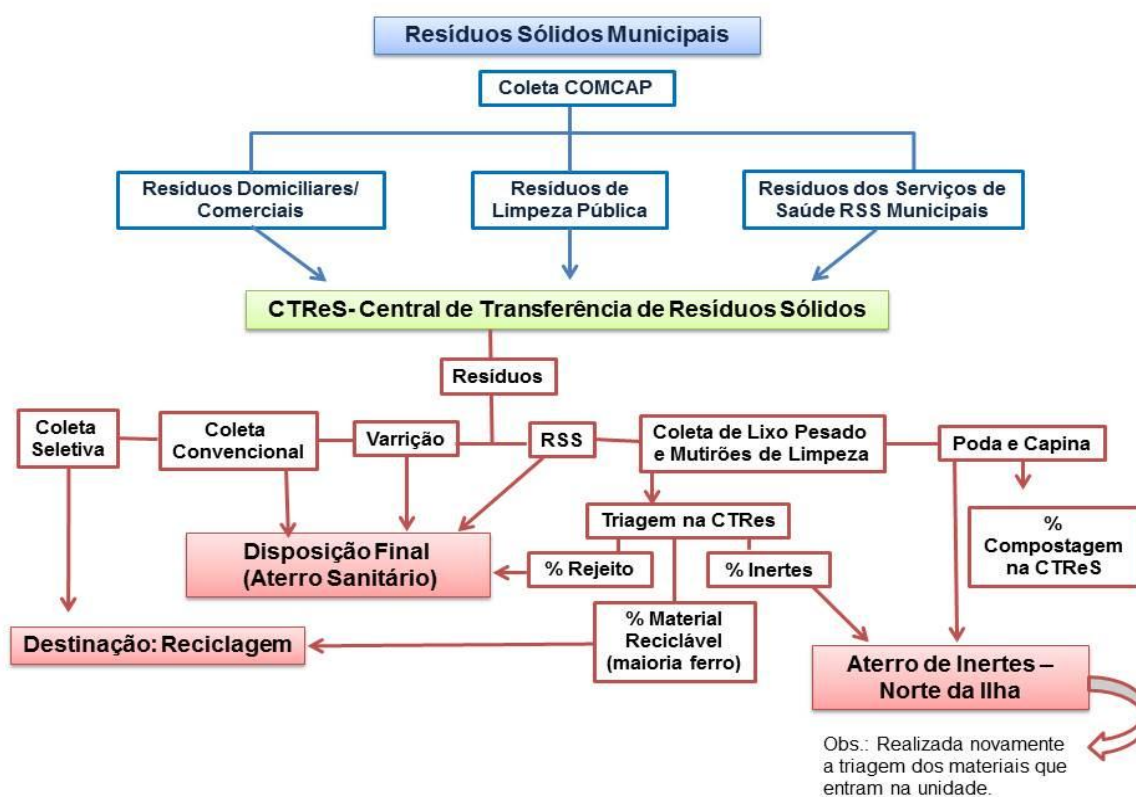 Resíduos Sólidos Municipais
Coleta COMCAP
Resíduos Domiciliares/
Comerciais
Resíduos de
Limpeza Pública
Resíduos dos Serviços de
Saúde RSS Municipais
CTReS- Central de Transferência de Resíduos Sólidos
Resíduos
Coleta
Seletiva
Coleta
Convencional
Varrição
RSS
Coleta de Lixo Pesado
e Mutirões de Limpeza
Poda e Capina
Triagem na CTRes
%
Compostagem
na CTReS
Disposição Final
(Aterro Sanitário)
% Rejeito
% Inertes
% Material
Reciclável
(maioria ferro)
Destinação: Reciclagem
Aterro de Inertes –
Norte da Ilha
Obs.: Realizada novamente
a triagem dos materiais que
entram na unidade.